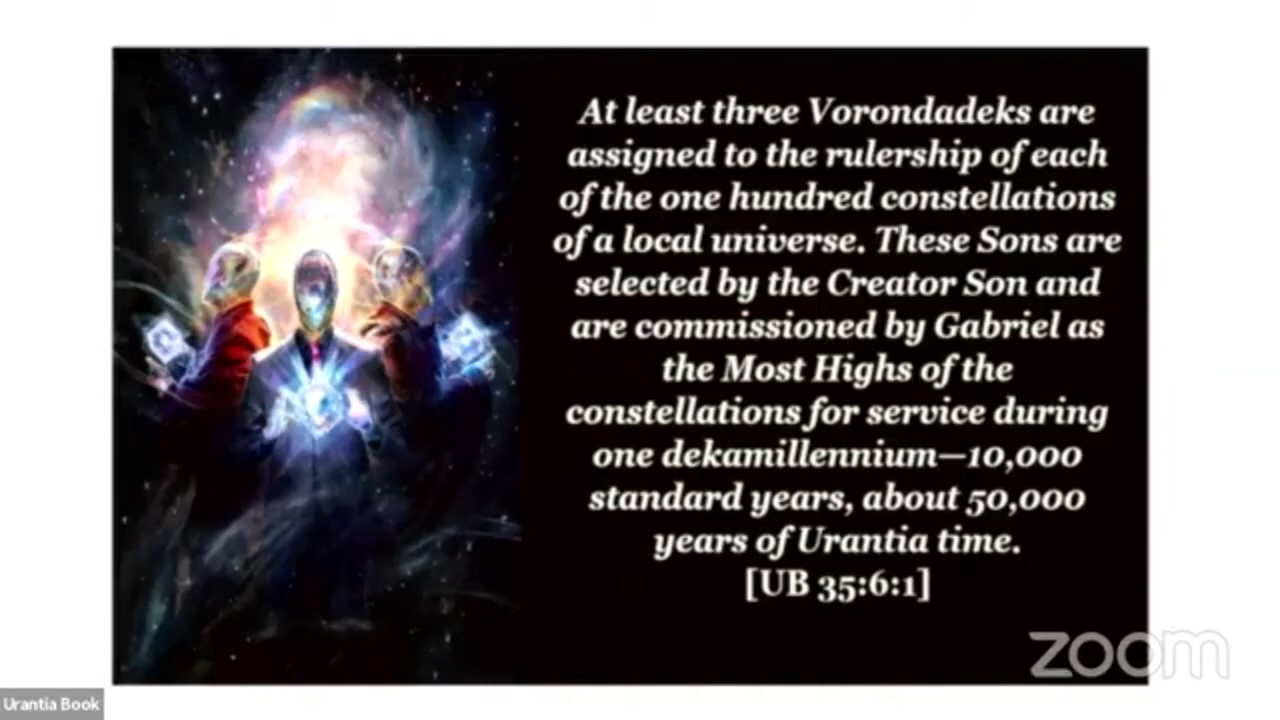 At least three Vorondadeks are
assigned to the rulership of each
of the one hundred constellations
of a local universe. These Sons are
selected by the Creator Son and
are commissioned by Gabriel as
the Most Highs of the
constellations for service during
one dekamillennium—10,000
standard years, about 50,000
years of Urantia time.
[UB 35:6:1]
zoom
Urantia Book